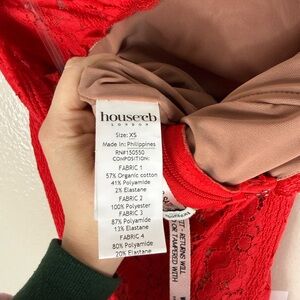 house of cb
LONDON
Size: XS
Made in: Philippines
RN#150550
COMPOSITION:
FABRIC 1
57% Organic cotton
41% Polyamide
2% Elastane
FABRIC 2
100% Polyester
FABRIC 3
87% Polyamide
13% Elastane
FABRIC 4
80% Polyamide
20% Elastane
IT - RETURNS WILL
OR TAMPERED WITH